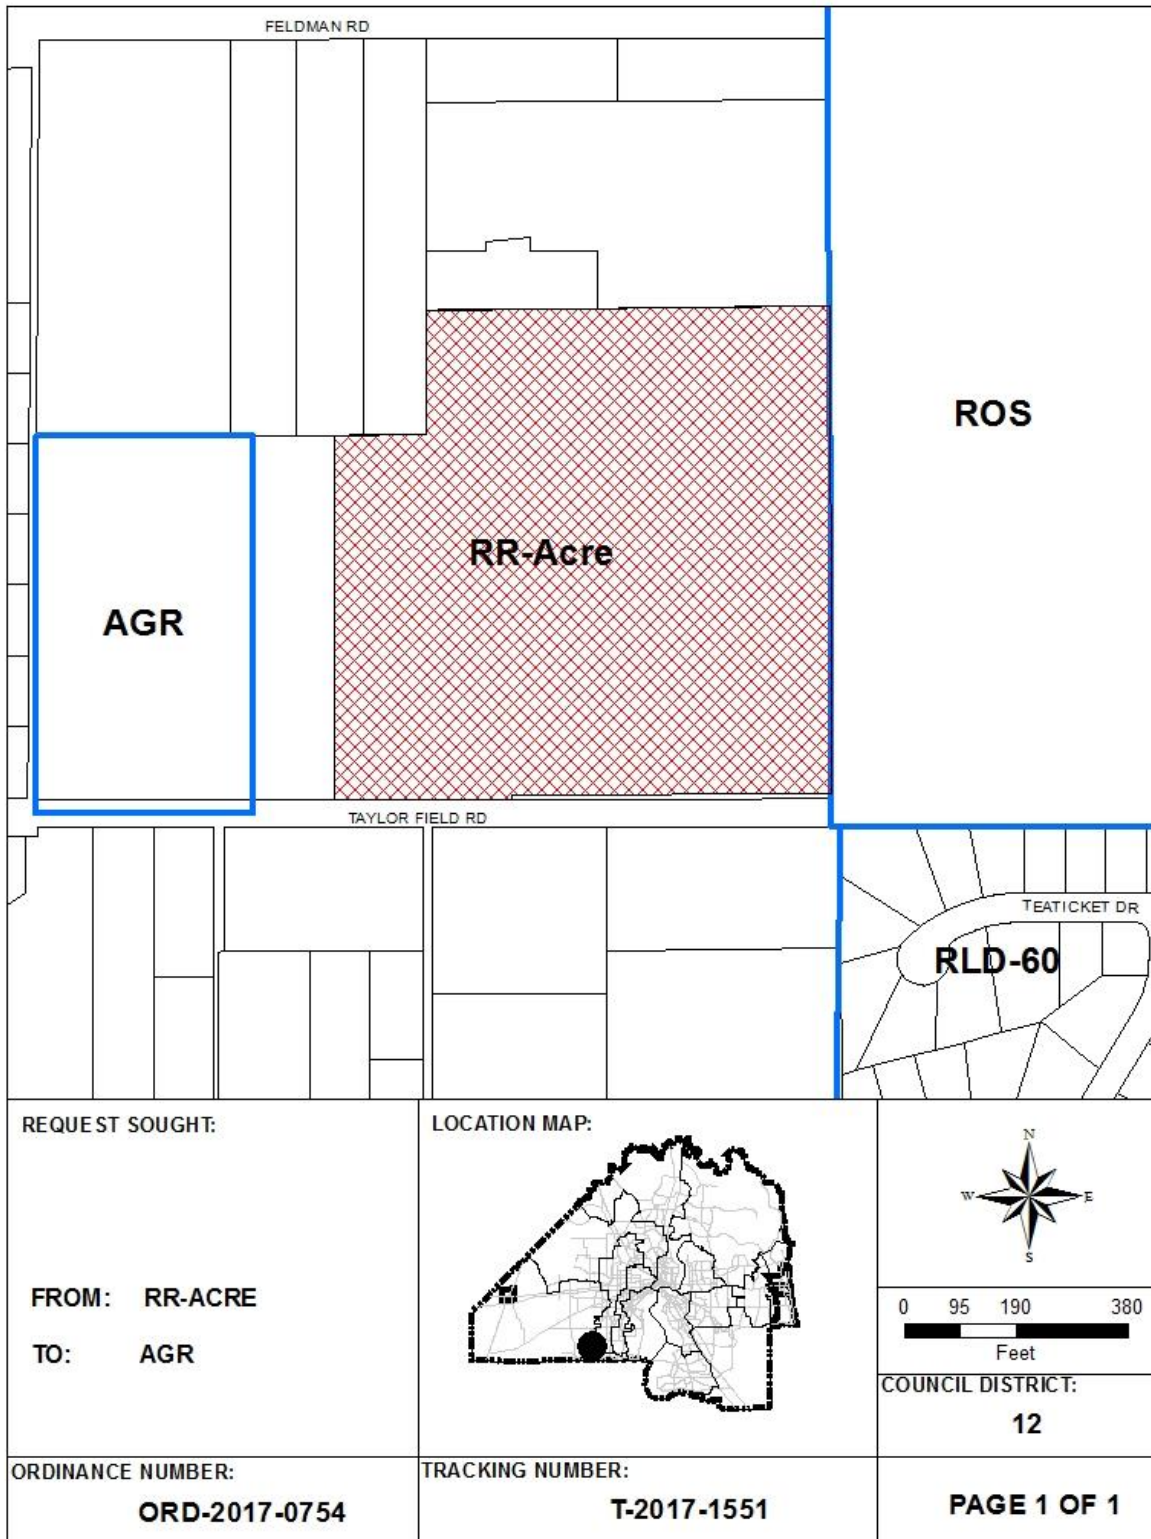 FELDMAN RD
ROS
RR-Acre
AGR
TAYLOR FIELD RD
TEATICKET DR
RLD-60
REQUEST SOUGHT:
FROM: RR-ACRE
TO: AGR
LOCATION MAP:
N
W E
S
0 95 190 380
Feet
COUNCIL DISTRICT:
12
ORDINANCE NUMBER:
ORD-2017-0754
TRACKING NUMBER:
T-2017-1551
PAGE 1 OF 1